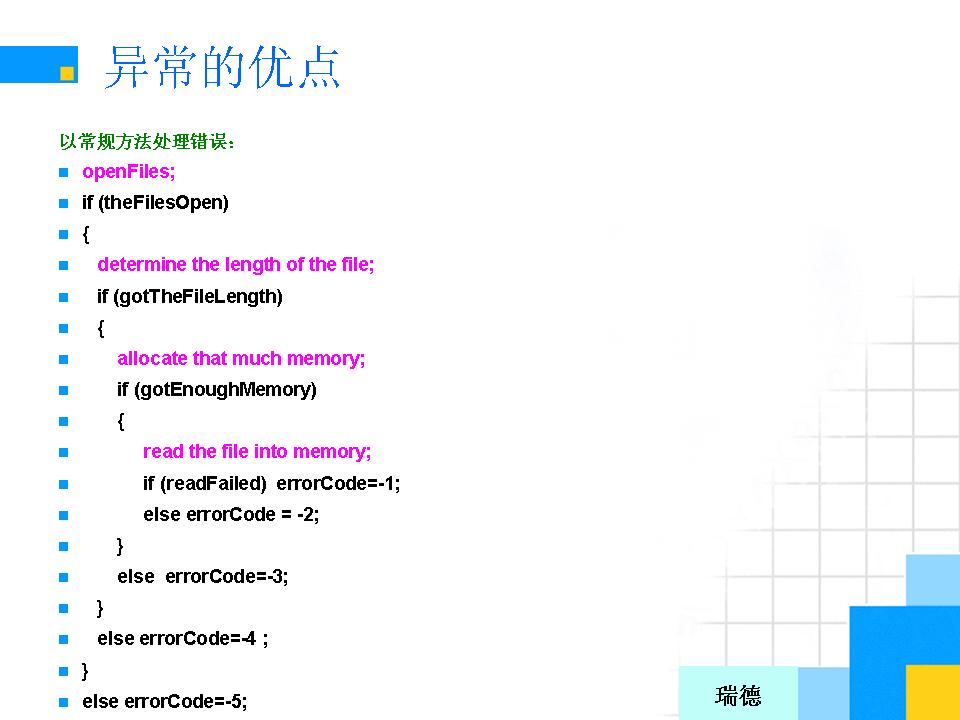 异常的优点
以常规方法处理错误：
openFiles;
if (theFilesOpen)
{
determine the length of the file;
if (gotTheFileLength)
{
allocate that much memory;
if (gotEnoughMemory)
{
read the file into memory;
if (readFailed)  errorCode=-1;
else errorCode = -2;
}
else  errorCode=-3;
}
else errorCode=-4 ;
}
else errorCode=-5;
瑞德